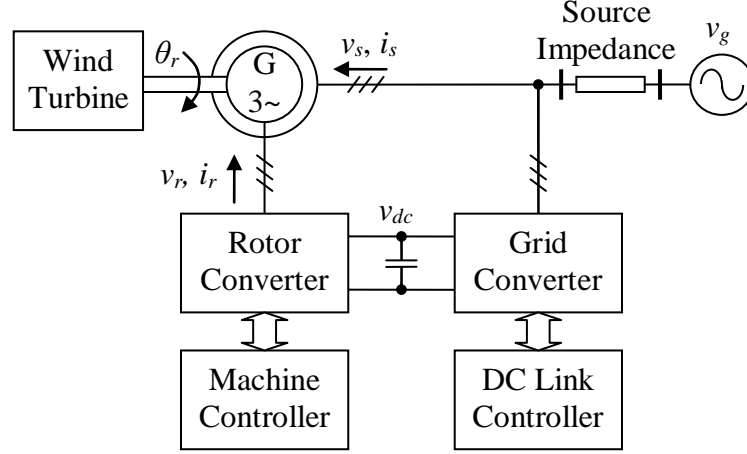 Source
Impedance
v_g
Wind
Turbine
θ_r
G
3~
v_s, i_s
v_r, i_r
v_dc
Rotor
Converter
Grid
Converter
Machine
Controller
DC Link
Controller